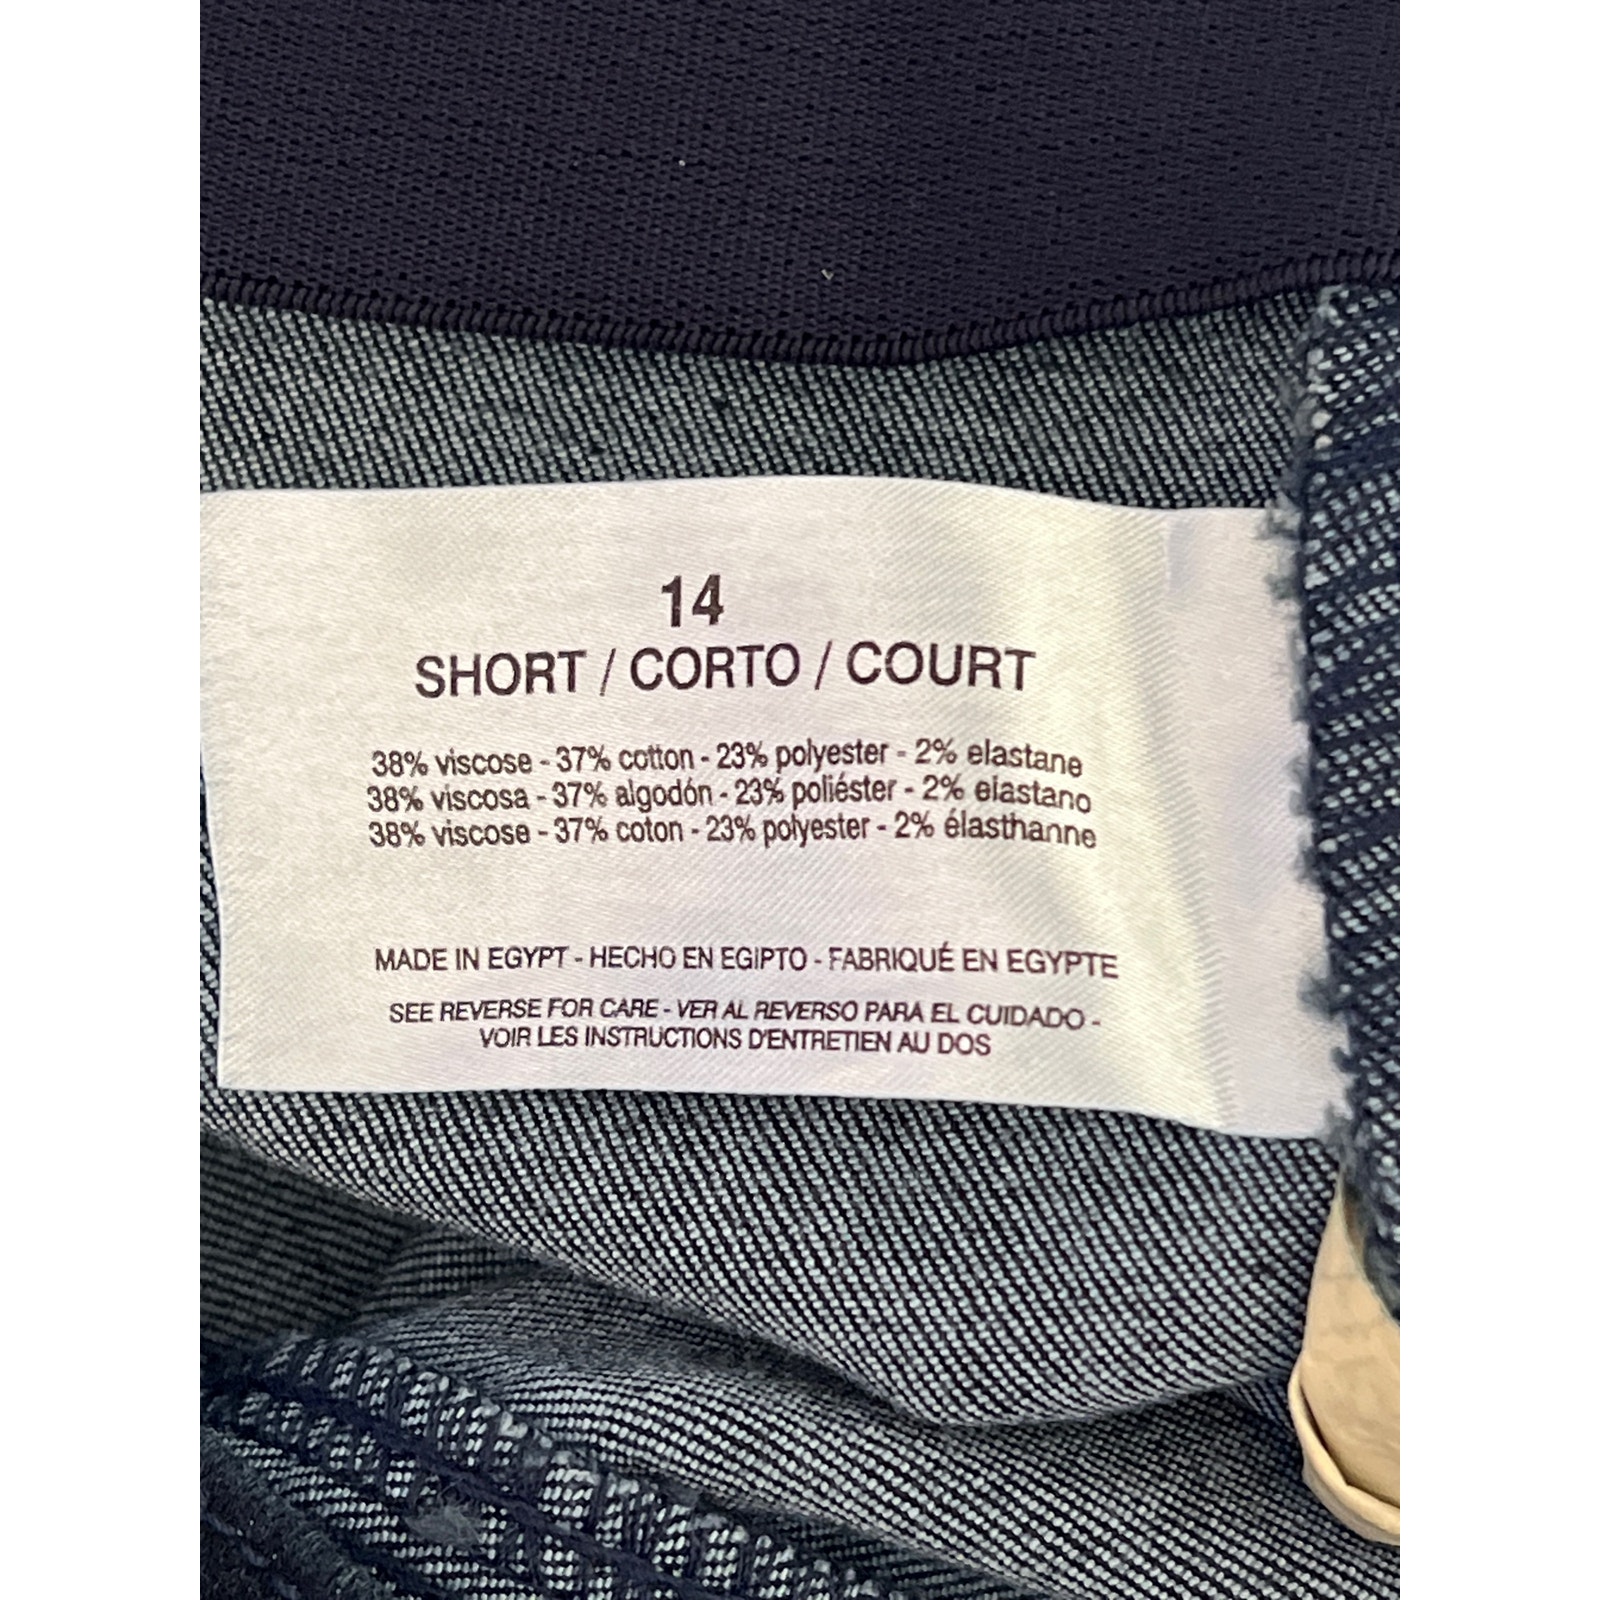 14
SHORT / CORTO / COURT
38% viscose - 37% cotton - 23% polyester - 2% elastane
38% viscosa - 37% algodón - 23% poliéster - 2% elastano
38% viscose - 37% coton - 23% polyester - 2% élasthanne
MADE IN EGYPT - HECHO EN EGIPTO - FABRIQUÉ EN EGYPTE
SEE REVERSE FOR CARE - VER AL REVERSO PARA EL CUIDADO -
VOIR LES INSTRUCTIONS D'ENTRETIEN AU DOS